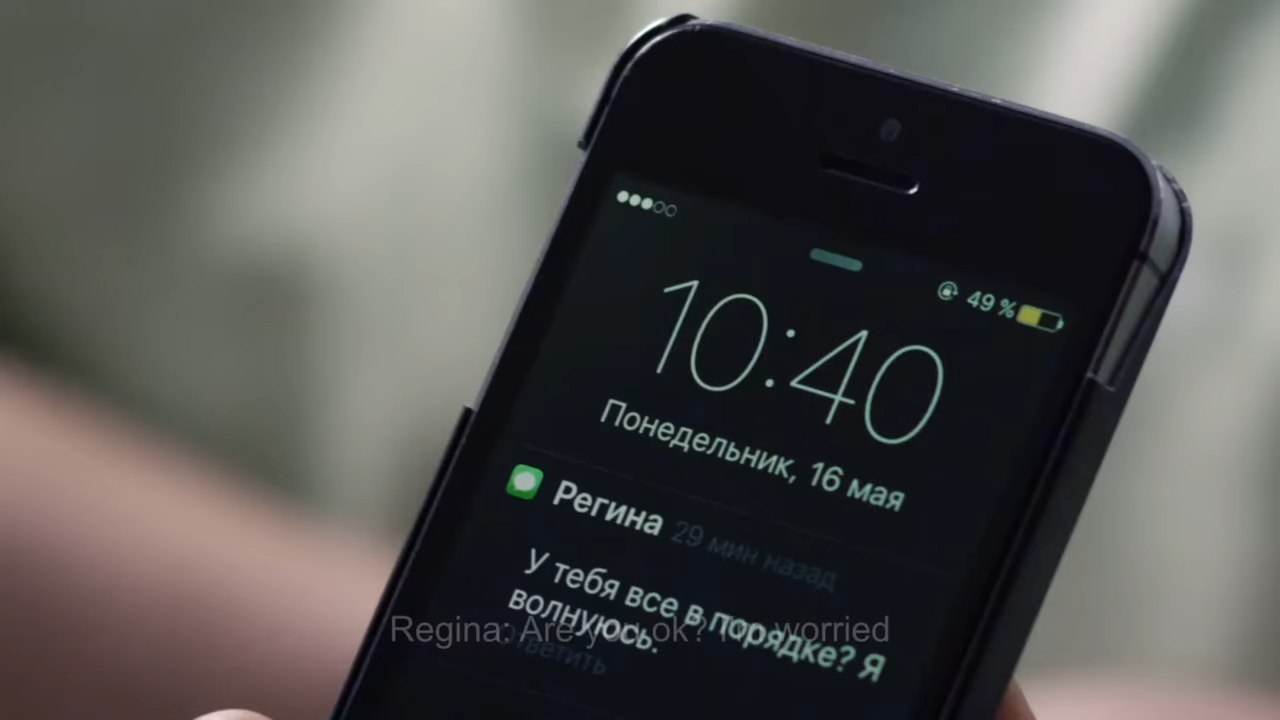 49 %
10:40
Понедельник, 16 мая
Регина 29 мин назад
У тебя все в порядке? Я
волнуюсь.
ответить
Regina: Are you ok? I'm worried